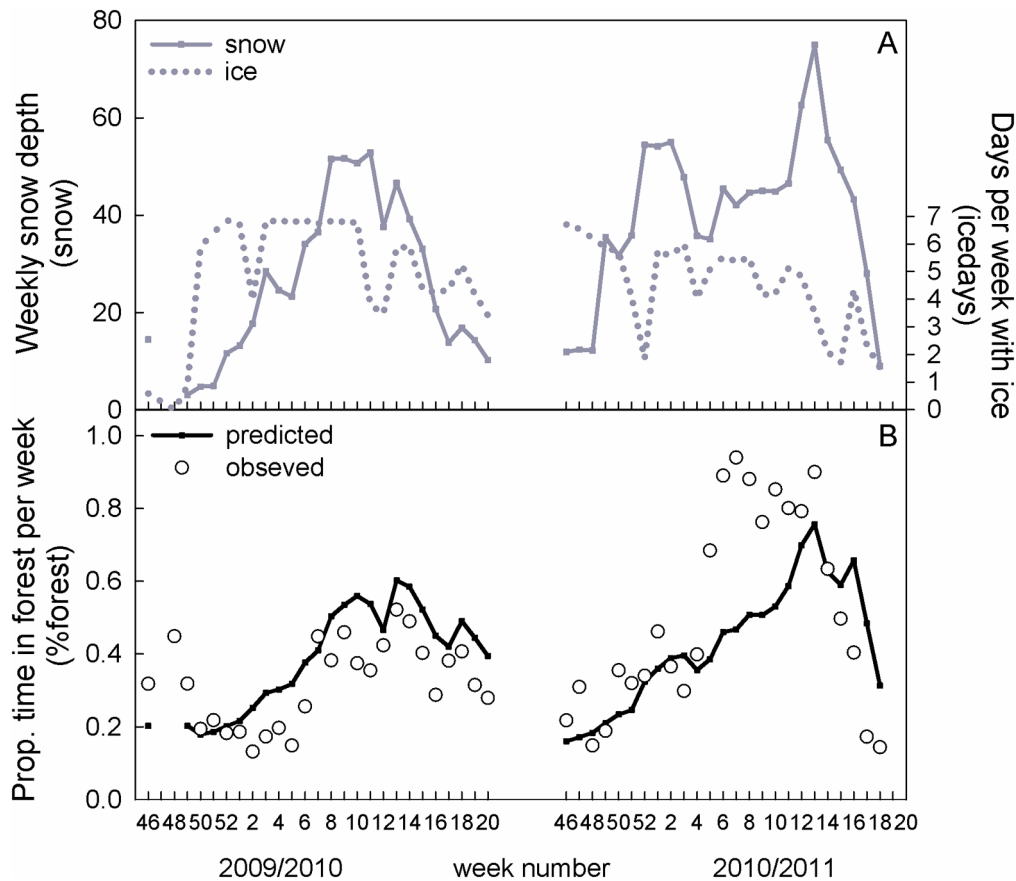 80
60
40
20
0
Weekly snow depth
(snow)
snow
ice
A
7
6
5
4
3
2
1
0
Days per week with ice
(icedays)
1.0
0.8
0.6
0.4
0.2
0.0
Prop. time in forest per week
(%forest)
predicted
obseved
B
46 48 50 52 2 4 6 8 10 12 14 16 18 20 46 48 50 52 2 4 6 8 10 12 14 16 18 20
2009/2010 week number 2010/2011